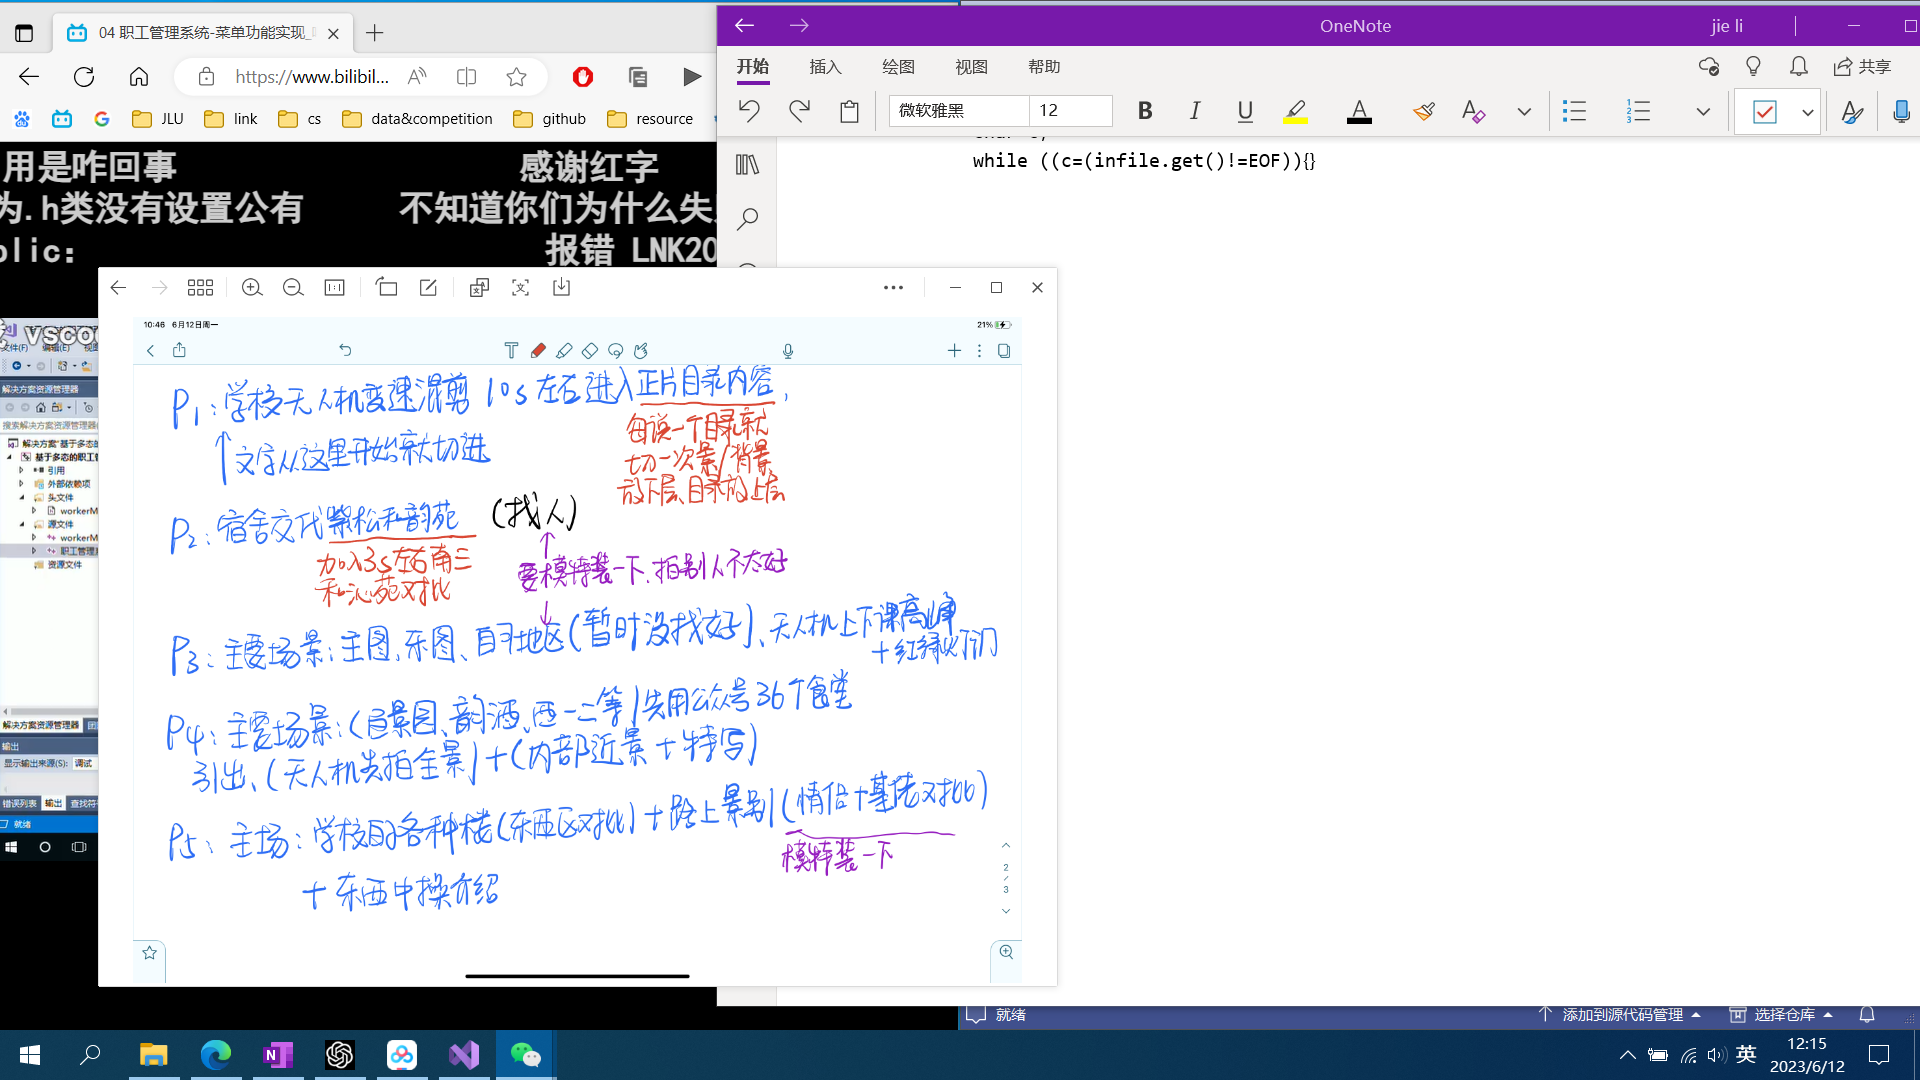 04 职工管理系统-菜单功能实现_
https://www.bilibil...
JLU
link
cs
data&competition
github
resource
用是咋回事
感谢红字
为.h类没有设置公有
不知道你们为什么失
blic:
报错 LNK20
OneNote
jie li
开始
插入
绘图
视图
帮助
共享
微软雅黑
12
while ((c=(infile.get()!=EOF)){}
10:46 6月12日周一
21%
P1:学校无人机变速混剪 10s左右进入正片目录内容,
↑文字从这里开始就切进
每说一个目录就
切一次景/背景
放下层、目录放上层
P2:宿舍交代紫松和韵苑 (找人)
加入3s左右南三
和沁苑对比
要模特装一下、拍别人不太好
P3:主要场景:主图、东图、自习地区(暂时没找好)、无人机上下课高峰
+红绿灯门
P4:主要场景:(百景园、韵酒、西一二等)先用公众号36个食堂
引出、(无人机先拍全景)+(内部近景+特写)
P5:主场:学校的各种楼(东西区对比)+路上景别(情侣+基佬对比)
模特装一下
+东西中操介绍
2
/
3
文件(F)
编辑(E)
解决方案资源管理器
解决方案"基于多态的
基于多态的职工管
引用
外部依赖项
头文件
workerM
源文件
workerM
职工管理
资源文件
解决方案资源管理器
输出
显示输出来源(S): 调试
错误列表 输出 查找符
就绪
就绪
添加到源代码管理
选择仓库
英
12:15
2023/6/12